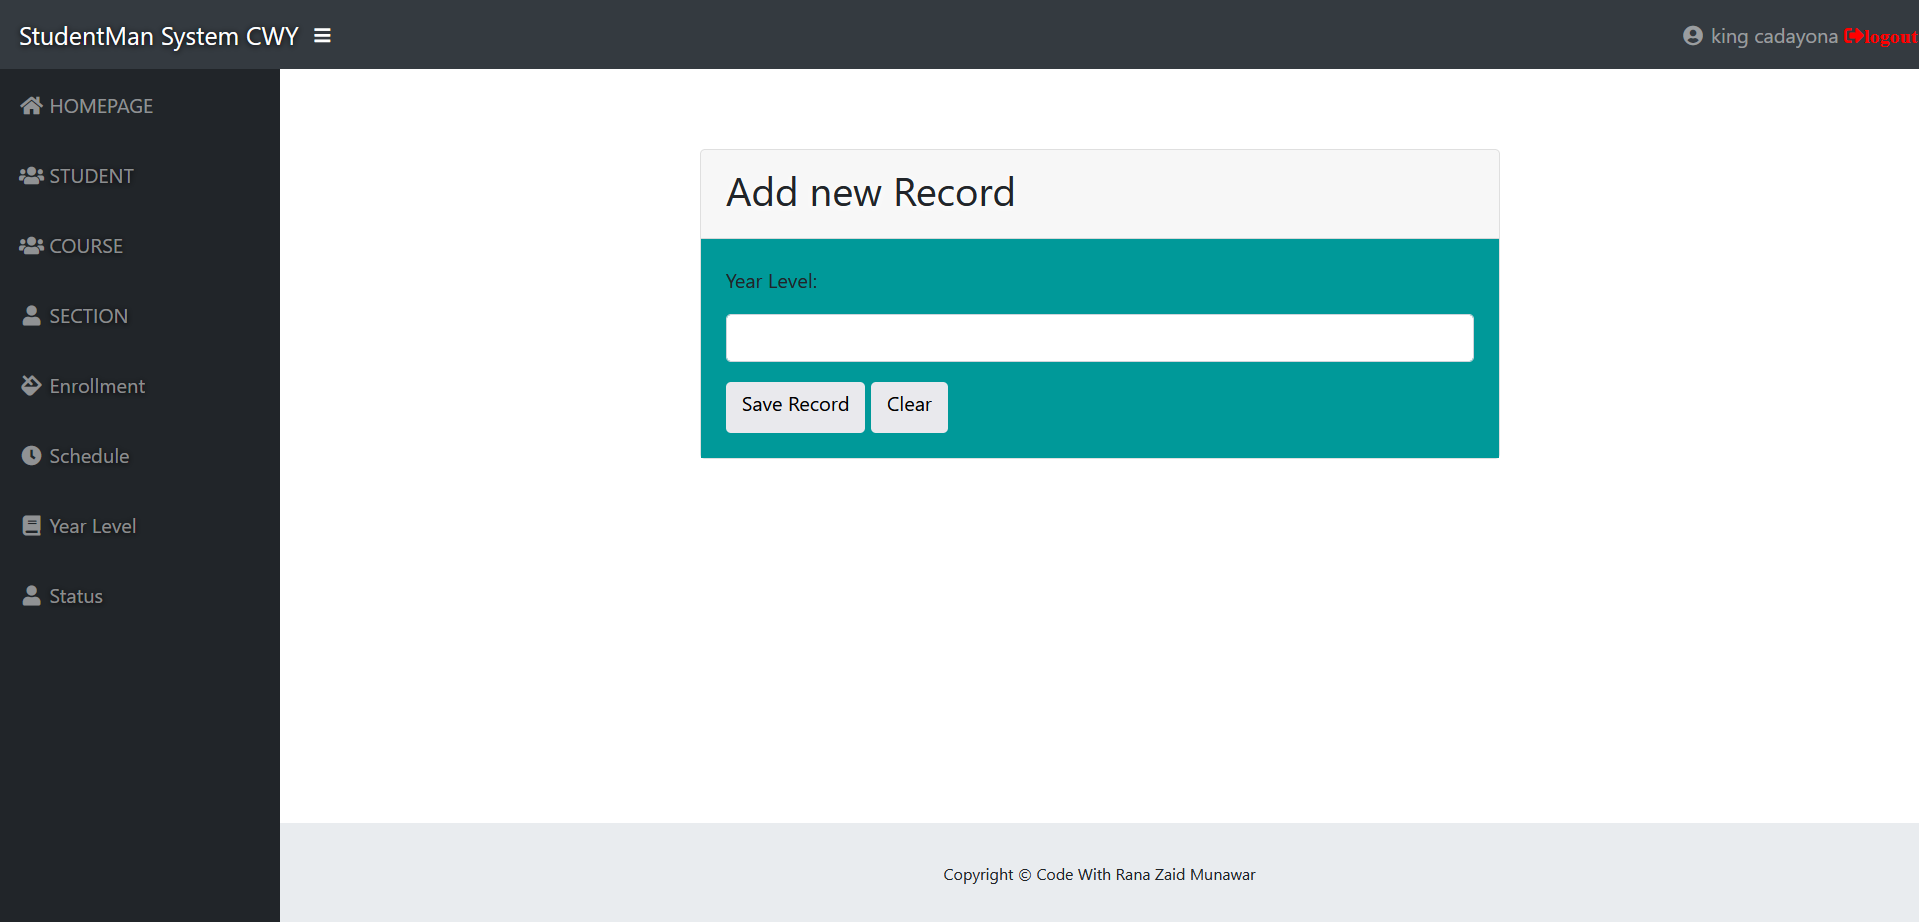 StudentMan System CWY
king cadayona logout
HOMEPAGE
STUDENT
COURSE
SECTION
Enrollment
Schedule
Year Level
Status
Add new Record
Year Level:
Save Record Clear
Copyright © Code With Rana Zaid Munawar